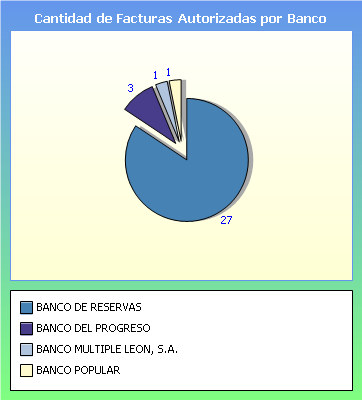 Cantidad de Facturas Autorizadas por Banco
1
1
3
27
BANCO DE RESERVAS
BANCO DEL PROGRESO
BANCO MULTIPLE LEON, S.A.
BANCO POPULAR